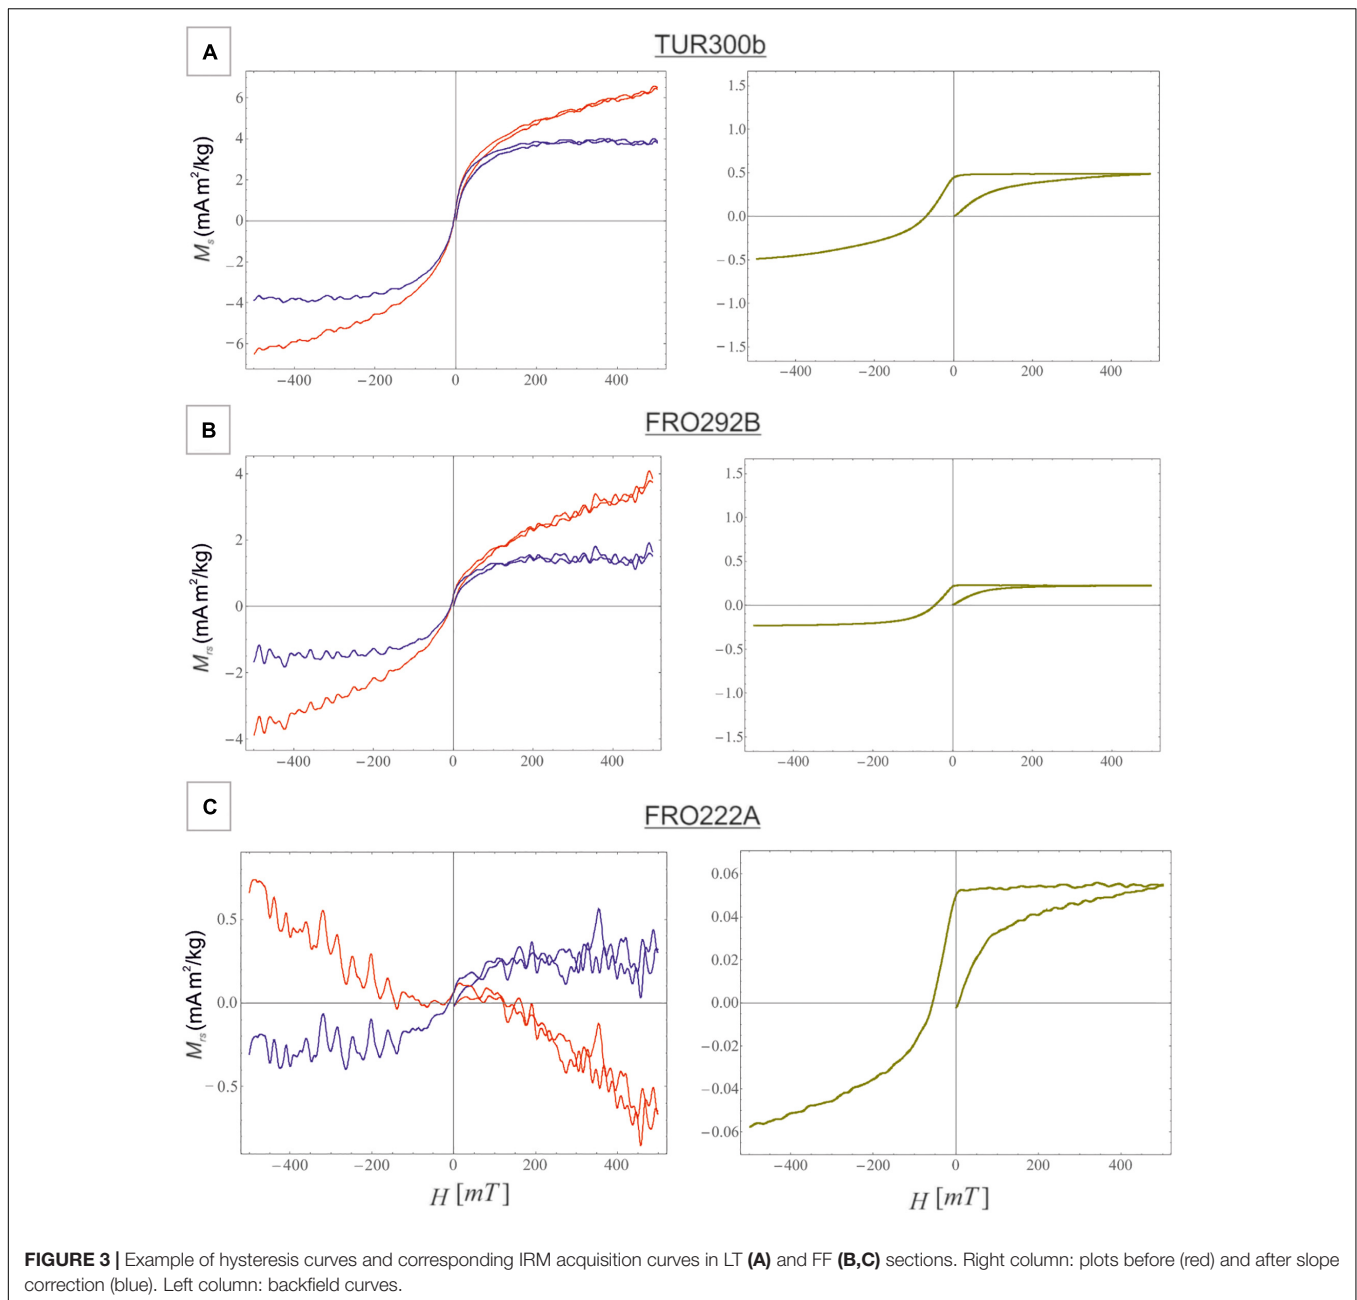 A
TUR300b
6
4
2
0
−2
−4
−6
Ms (mA m²/kg)
−400 −200 0 200 400
1.5
1.0
0.5
0.0
−0.5
−1.0
−1.5
−400 −200 0 200 400
B
FRO292B
4
2
0
−2
−4
Mrs (mA m²/kg)
−400 −200 0 200 400
1.5
1.0
0.5
0.0
−0.5
−1.0
−1.5
−400 −200 0 200 400
C
FRO222A
0.5
0.0
−0.5
Mrs (mA m²/kg)
−400 −200 0 200 400
H [mT]
0.06
0.04
0.02
0.00
−0.02
−0.04
−0.06
−400 −200 0 200 400
H [mT]
FIGURE 3 | Example of hysteresis curves and corresponding IRM acquisition curves in LT (A) and FF (B,C) sections. Right column: plots before (red) and after slope
correction (blue). Left column: backfield curves.